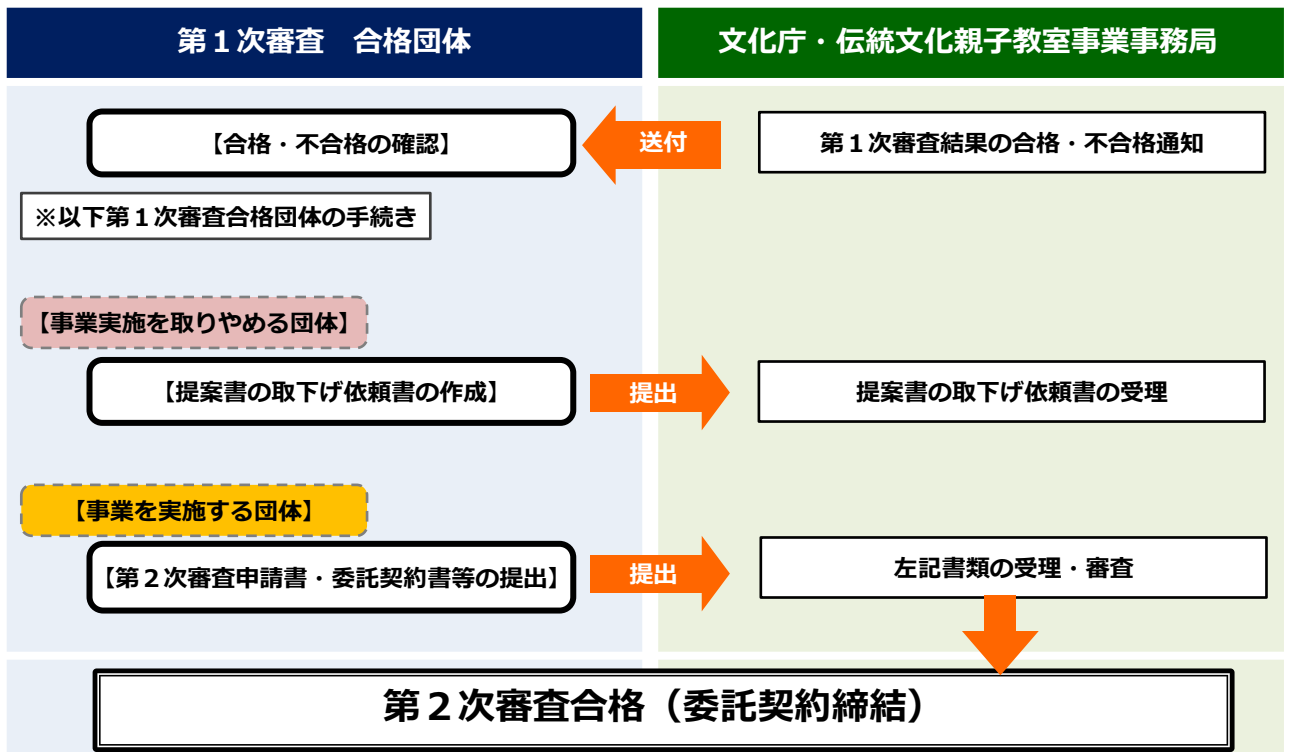 第１次審査　合格団体
文化庁・伝統文化親子教室事業事務局
【合格・不合格の確認】
送付
第１次審査結果の合格・不合格通知
※以下第１次審査合格団体の手続き
【事業実施を取りやめる団体】
【提案書の取下げ依頼書の作成】
提出
提案書の取下げ依頼書の受理
【事業を実施する団体】
【第２次審査申請書・委託契約書等の提出】
提出
左記書類の受理・審査
第２次審査合格（委託契約締結）